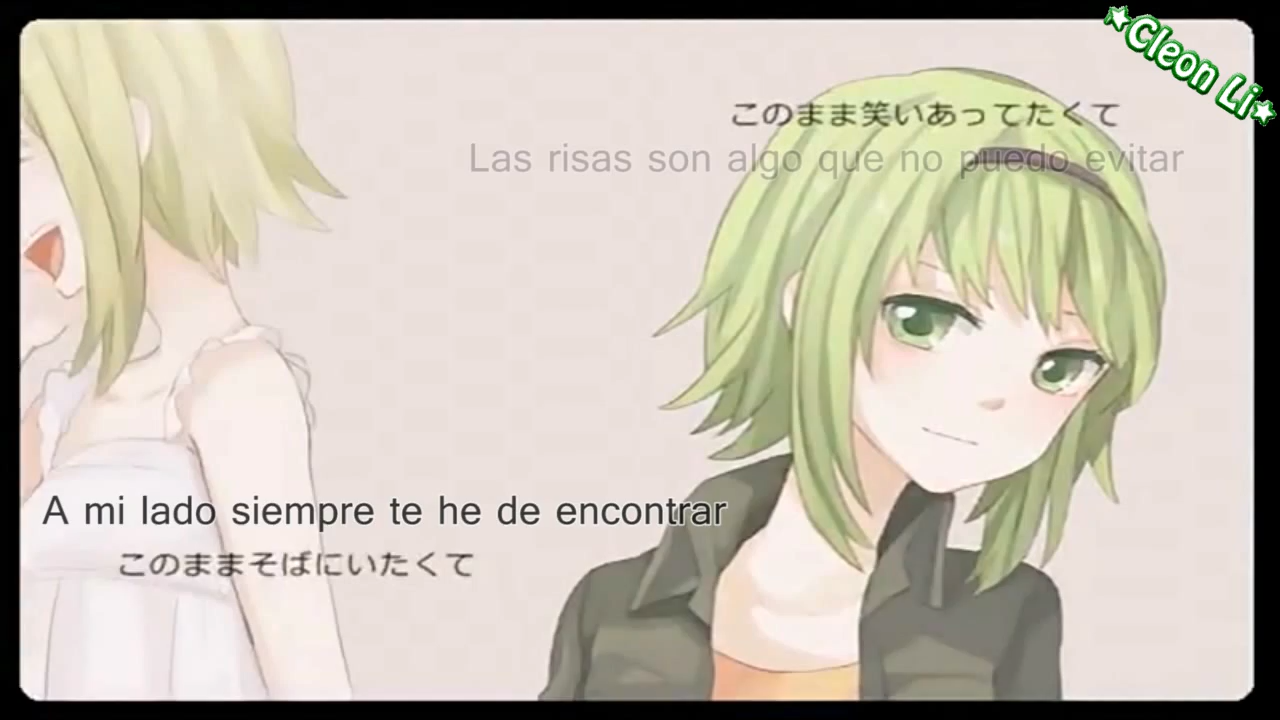 ★Cleon Li★
このまま笑いあってたくて
Las risas son algo que no puedo evitar
A mi lado siempre te he de encontrar
このままそばにいたくて